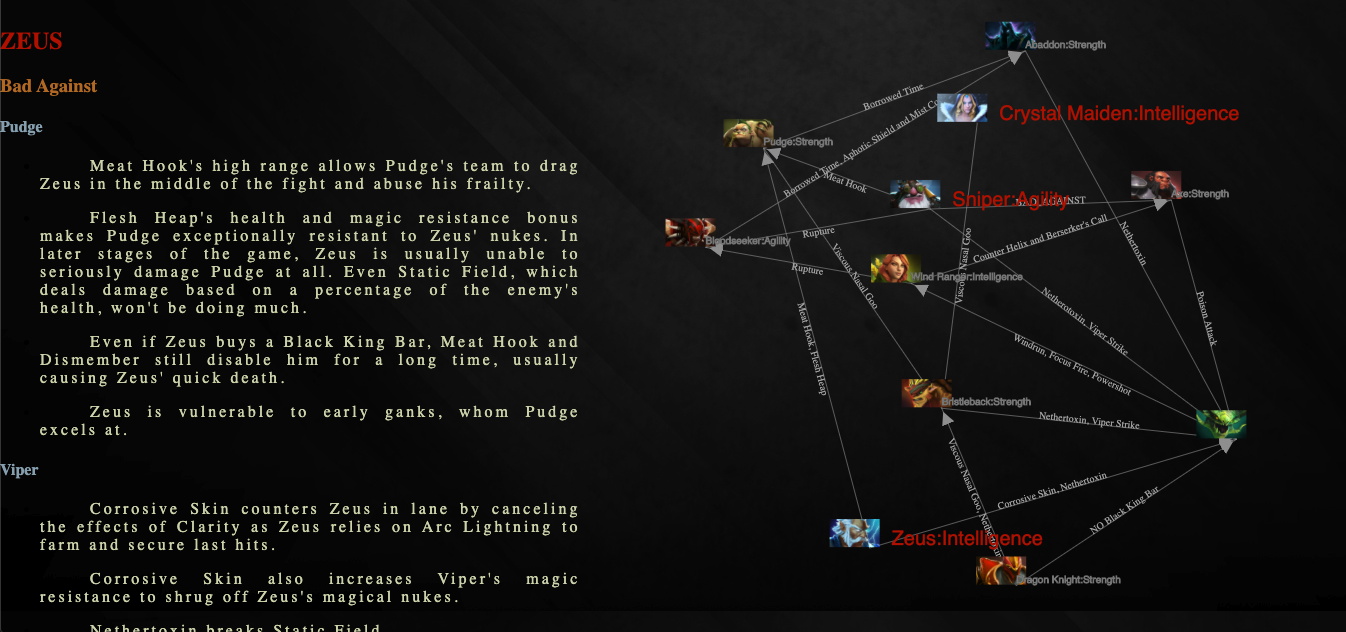 ZEUS
Bad Against
Pudge
Meat Hook's high range allows Pudge's team to drag
Zeus in the middle of the fight and abuse his frailty.
Flesh Heap's health and magic resistance bonus
makes Pudge exceptionally resistant to Zeus' nukes. In
later stages of the game, Zeus is usually unable to
seriously damage Pudge at all. Even Static Field, which
deals damage based on a percentage of the enemy's
health, won't be doing much.
Even if Zeus buys a Black King Bar, Meat Hook and
Dismember still disable him for a long time, usually
causing Zeus' quick death.
Zeus is vulnerable to early ganks, whom Pudge
excels at.
Viper
Corrosive Skin counters Zeus in lane by canceling
the effects of Clarity as Zeus relies on Arc Lightning to
farm and secure last hits.
Corrosive Skin also increases Viper's magic
resistance to shrug off Zeus's magical nukes.
Nethertoxin breaks Static Field
Abaddon:Strength
Borrowed Time
Crystal Maiden:Intelligence
Borrowed Time, Aphotic Shield and Mist Co
Pudge:Strength
Meat Hook
Axe:Strength
Sniper:Agility
BAD AGAINST
Bloodseeker:Agility
Rupture
Counter Helix and Berserker's Call
Nethertoxin
Viscous Nasal Goo
Viscous Nasal Goo
Rupture
Wind Ranger:Intelligence
Netherotoxin, Viper Strike
Poison Attack
Meat Hook, Flesh Heap
Windrun, Focus Fire, Powershot
Bristleback:Strength
Nethertoxin, Viper Strike
Viscous Nasal Goo,
Corrosive Skin, Nethertoxin
NO Black King Bar
Zeus:Intelligence
Dragon Knight:Strength